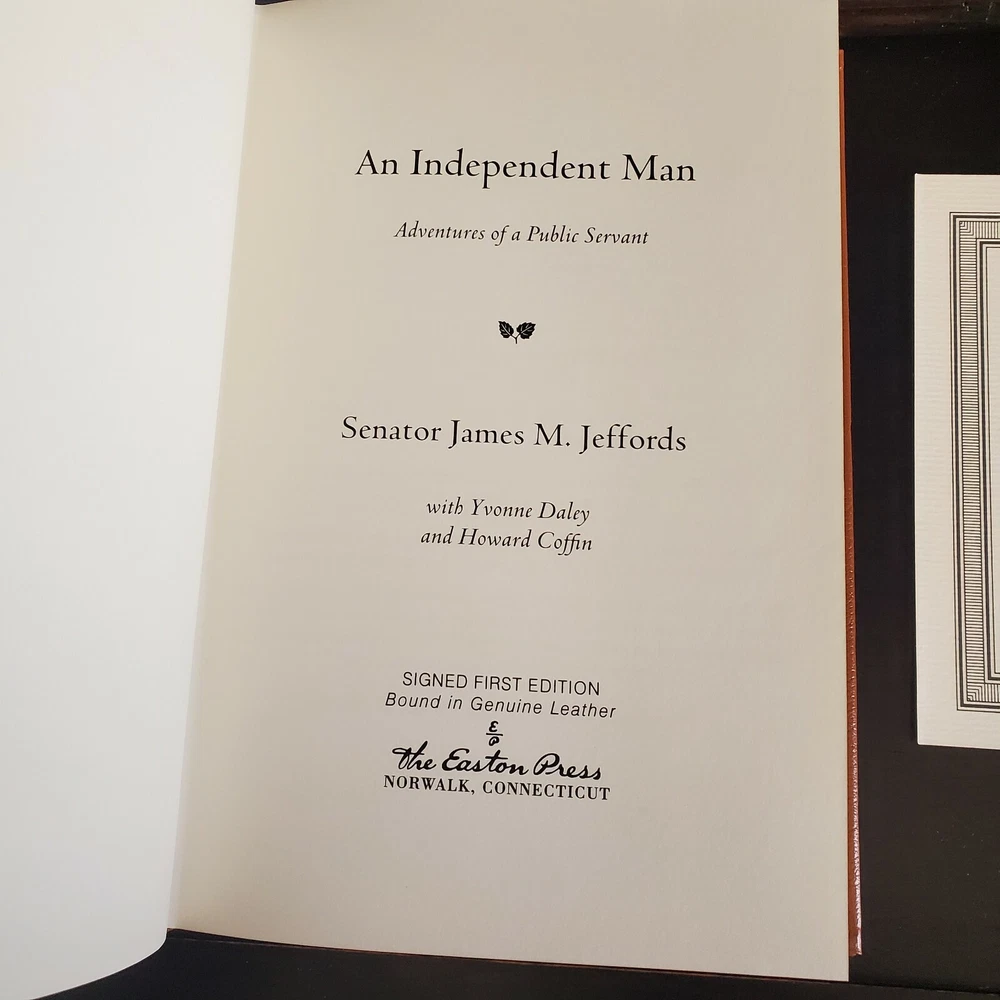 An Independent Man
Adventures of a Public Servant
Senator James M. Jeffords
with Yvonne Daley
and Howard Coffin
SIGNED FIRST EDITION
Bound in Genuine Leather
E
P
The Easton Press
NORWALK, CONNECTICUT